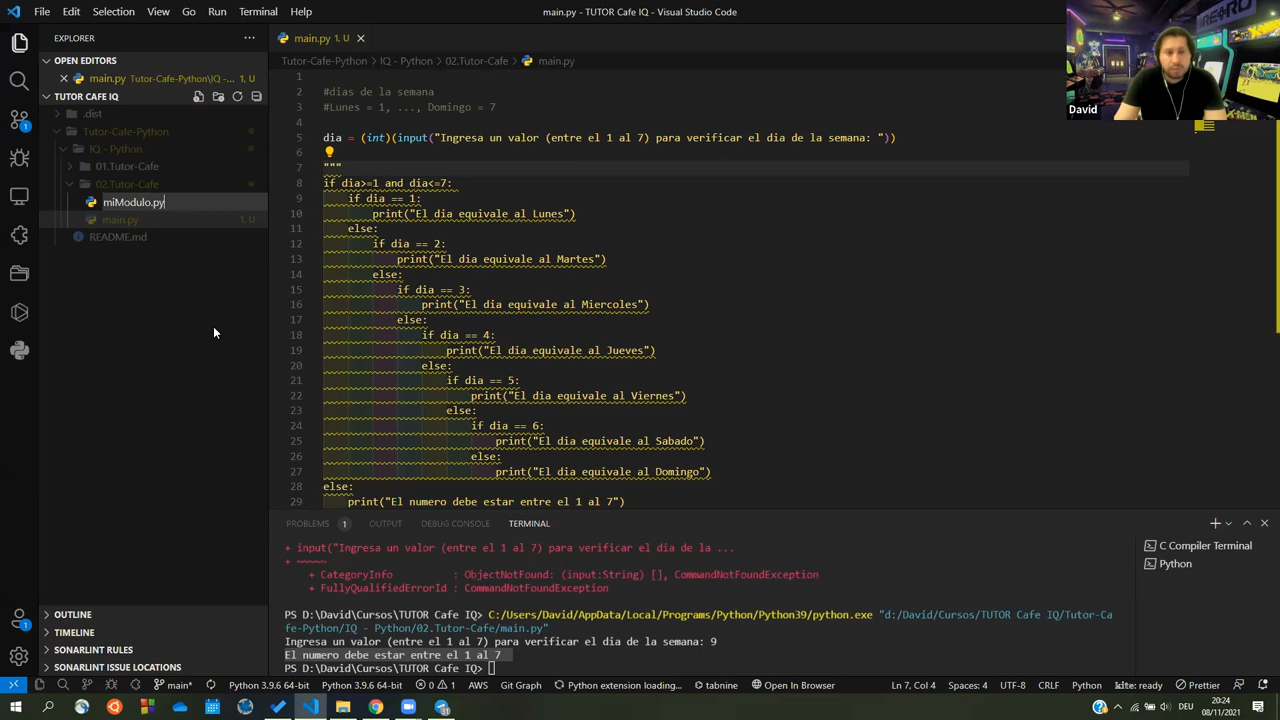 File Edit Selection View Go Run Terminal Help
main.py - TUTOR Cafe IQ - Visual Studio Code
EXPLORER
OPEN EDITORS
main.py Tutor-Cafe-Python\IQ -... 1, U
TUTOR CAFE IQ
.dist
Tutor-Cafe-Python
IQ - Python
01.Tutor-Cafe
02.Tutor-Cafe
miModulo.py
main.py 1, U
README.md
OUTLINE
TIMELINE
SONARLINT RULES
SONARLINT ISSUE LOCATIONS
main.py 1, U
Tutor-Cafe-Python > IQ - Python > 02.Tutor-Cafe > main.py
1
2 #dias de la semana
3 #Lunes = 1, ..., Domingo = 7
4
5 dia = (int)(input("Ingresa un valor (entre el 1 al 7) para verificar el dia de la semana: "))
6
7 """
8 if dia>=1 and dia<=7:
9 if dia == 1:
10 print("El dia equivale al Lunes")
11 else:
12 if dia == 2:
13 print("El dia equivale al Martes")
14 else:
15 if dia == 3:
16 print("El dia equivale al Miercoles")
17 else:
18 if dia == 4:
19 print("El dia equivale al Jueves")
20 else:
21 if dia == 5:
22 print("El dia equivale al Viernes")
23 else:
24 if dia == 6:
25 print("El dia equivale al Sabado")
26 else:
27 print("El dia equivale al Domingo")
28 else:
29 print("El numero debe estar entre el 1 al 7")
RETRO
David
PROBLEMS 1 OUTPUT DEBUG CONSOLE TERMINAL
C Compiler Terminal
Python
+ input("Ingresa un valor (entre el 1 al 7) para verificar el dia de la ...
+ ~~~~~
+ CategoryInfo : ObjectNotFound: (input:String) [], CommandNotFoundException
+ FullyQualifiedErrorId : CommandNotFoundException
PS D:\David\Cursos\TUTOR Cafe IQ> C:/Users/David/AppData/Local/Programs/Python/Python39/python.exe "d:/David/Cursos/TUTOR Cafe IQ/Tutor-Ca
fe-Python/IQ - Python/02.Tutor-Cafe/main.py"
Ingresa un valor (entre el 1 al 7) para verificar el dia de la semana: 9
El numero debe estar entre el 1 al 7
PS D:\David\Cursos\TUTOR Cafe IQ>
main* Python 3.9.6 64-bit Python 3.9.6 64-bit 0 1 AWS Git Graph Python extension loading... tabnine Open In Browser Ln 7, Col 4 Spaces: 4 UTF-8 CRLF Python kite: ready Prettier
DEU 20:24
08/11/2021